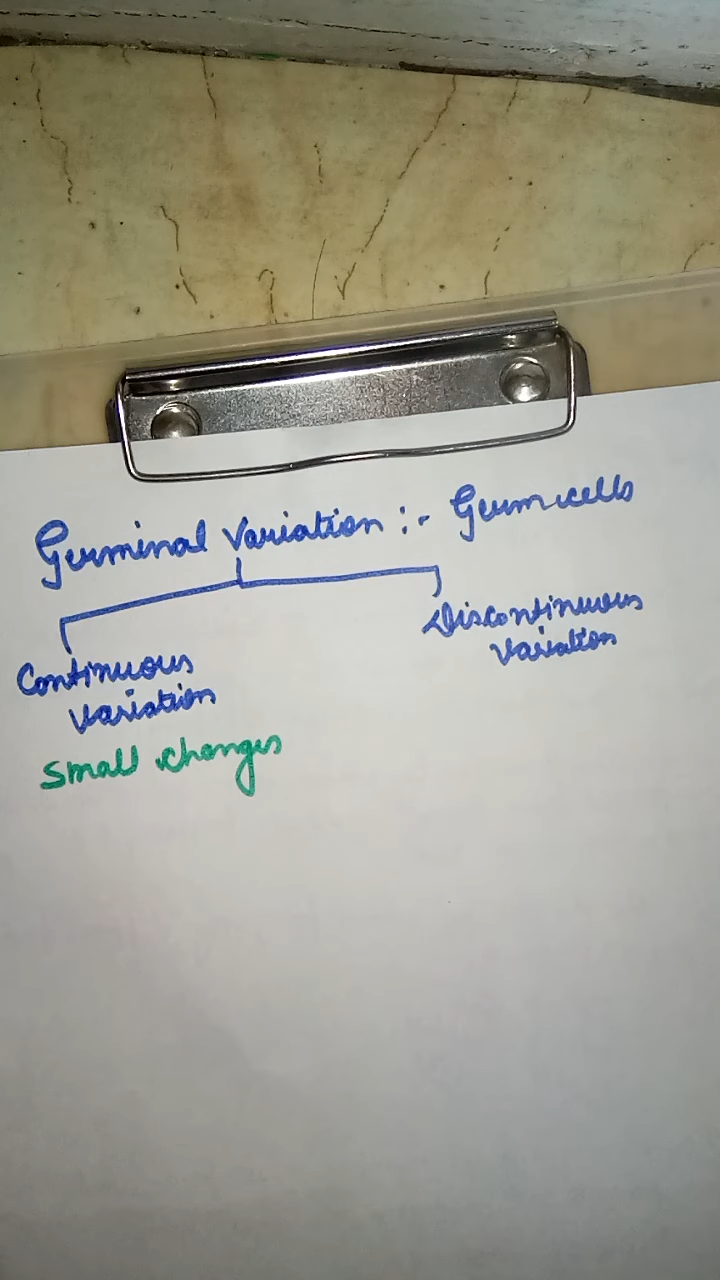 Germinal Variation :- Germ cells
Continuous
Variation
Discontinuous
Variation
Small changes